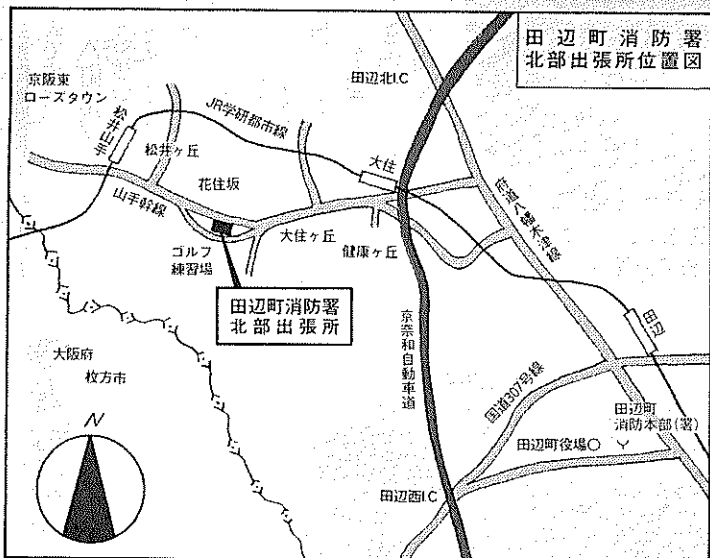 田辺町消防署
北部出張所位置図
京阪東
ローズタウン
田辺北I.C
JR学研都市線
松井山手
松井ヶ丘
大住
花住坂
山手幹線
府道八幡木津線
大住ヶ丘
健康ヶ丘
ゴルフ
練習場
田辺町消防署
北部出張所
京奈和自動車道
田辺
大阪府
枚方市
国道307号線
田辺町
消防本部(署)
田辺町役場
田辺西I.C
N